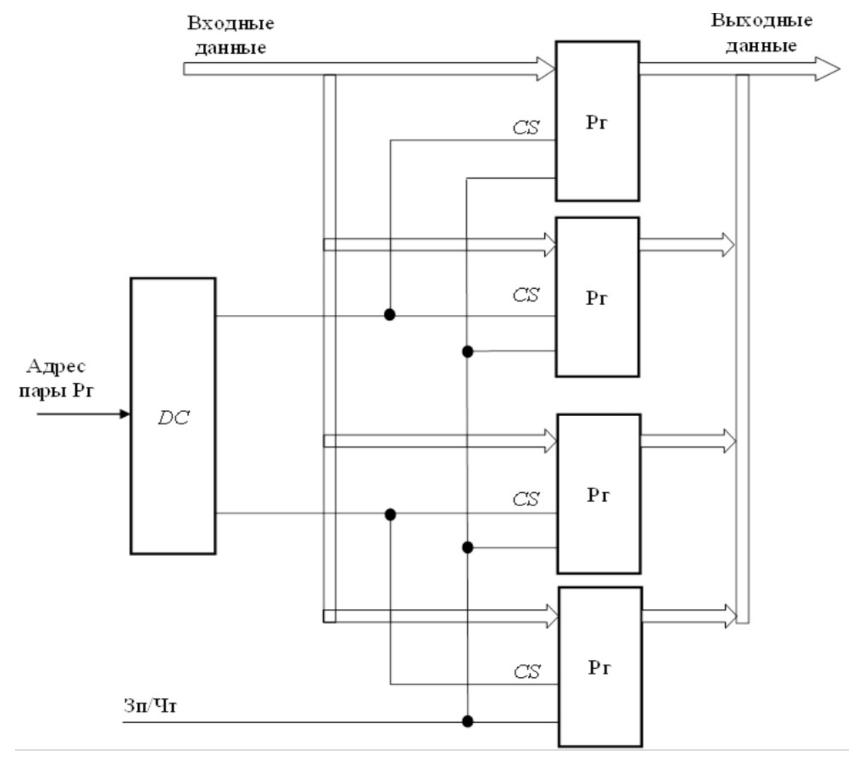 Входные
данные
Выходные
данные
CS
Рг
CS
Рг
Адрес
пары Рг
DC
CS
Рг
CS
Рг
Зп/Чт